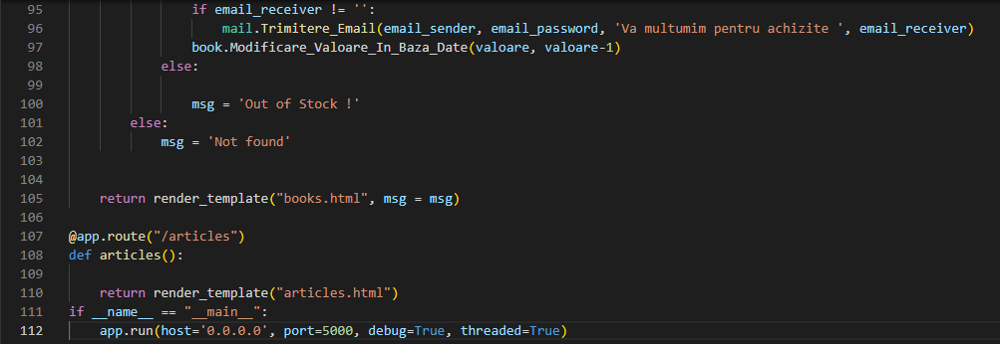 95 if email_receiver != '':
96 mail.Trimitere_Email(email_sender, email_password, 'Va multumim pentru achizite ', email_receiver)
97 book.Modificare_Valoare_In_Baza_Date(valoare, valoare-1)
98 else:
99
100 msg = 'Out of Stock !'
101 else:
102 msg = 'Not found'
103
104
105 return render_template("books.html", msg = msg)
106
107 @app.route("/articles")
108 def articles():
109
110 return render_template("articles.html")
111 if __name__ == "__main__":
112 app.run(host='0.0.0.0', port=5000, debug=True, threaded=True)